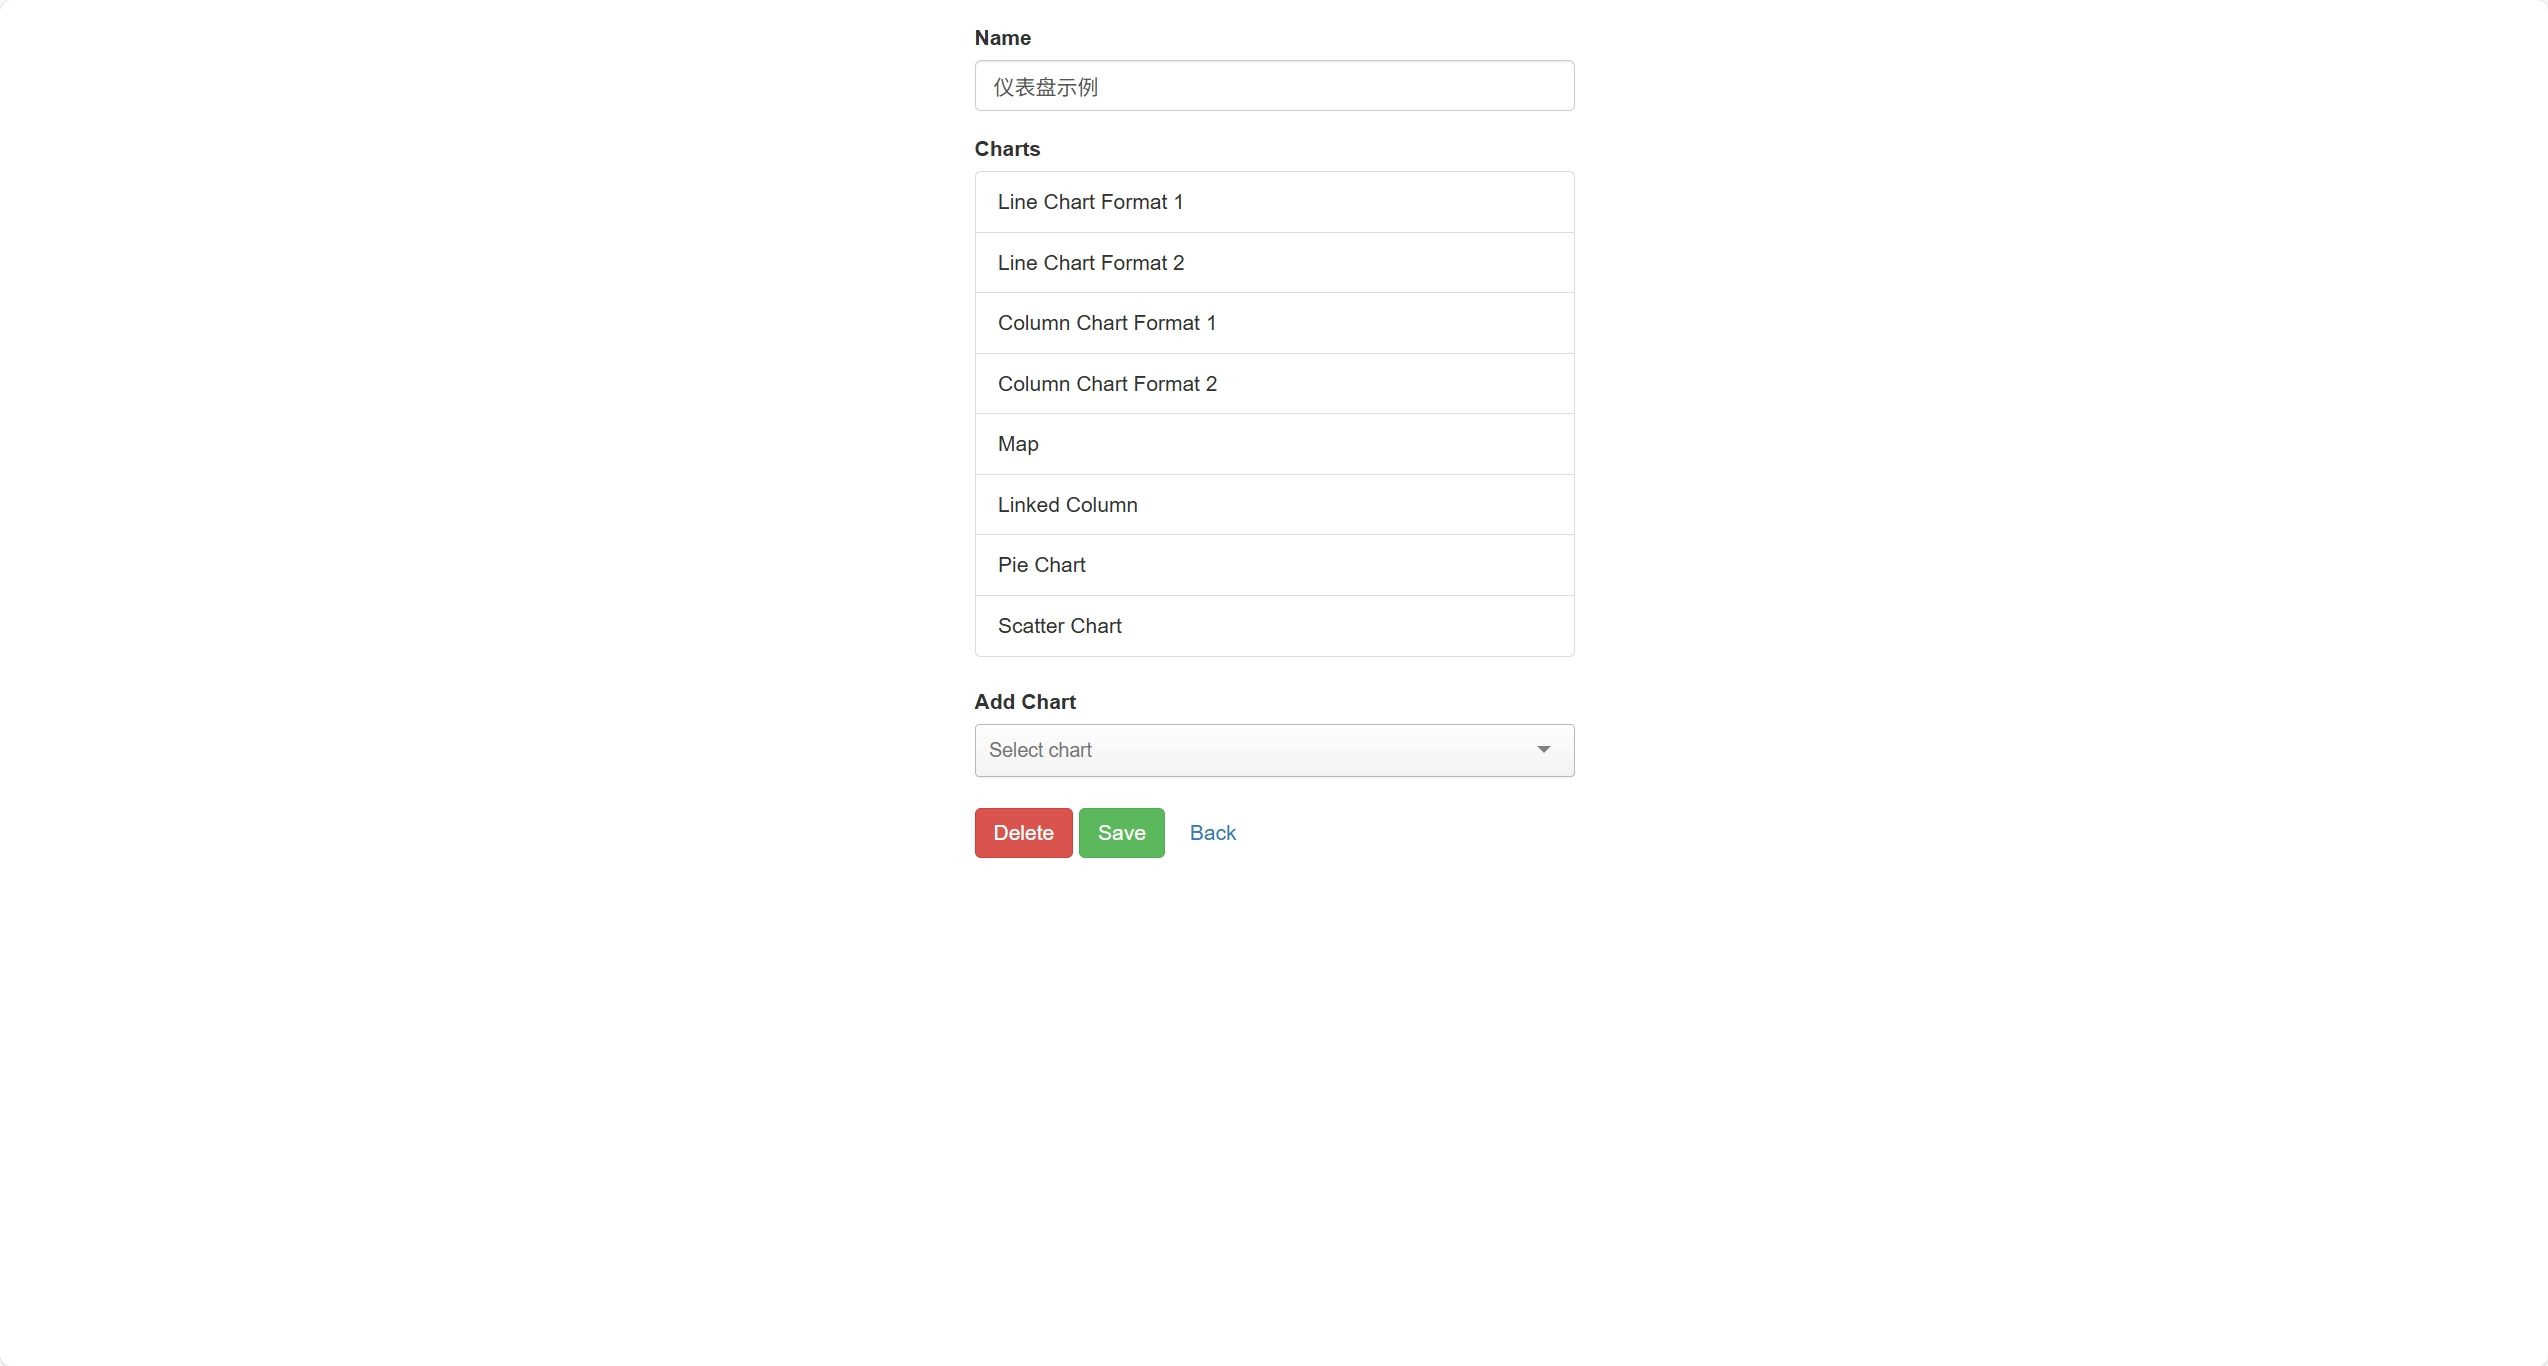 Name
仪表盘示例
Charts
Line Chart Format 1
Line Chart Format 2
Column Chart Format 1
Column Chart Format 2
Map
Linked Column
Pie Chart
Scatter Chart
Add Chart
Select chart
Delete Save Back